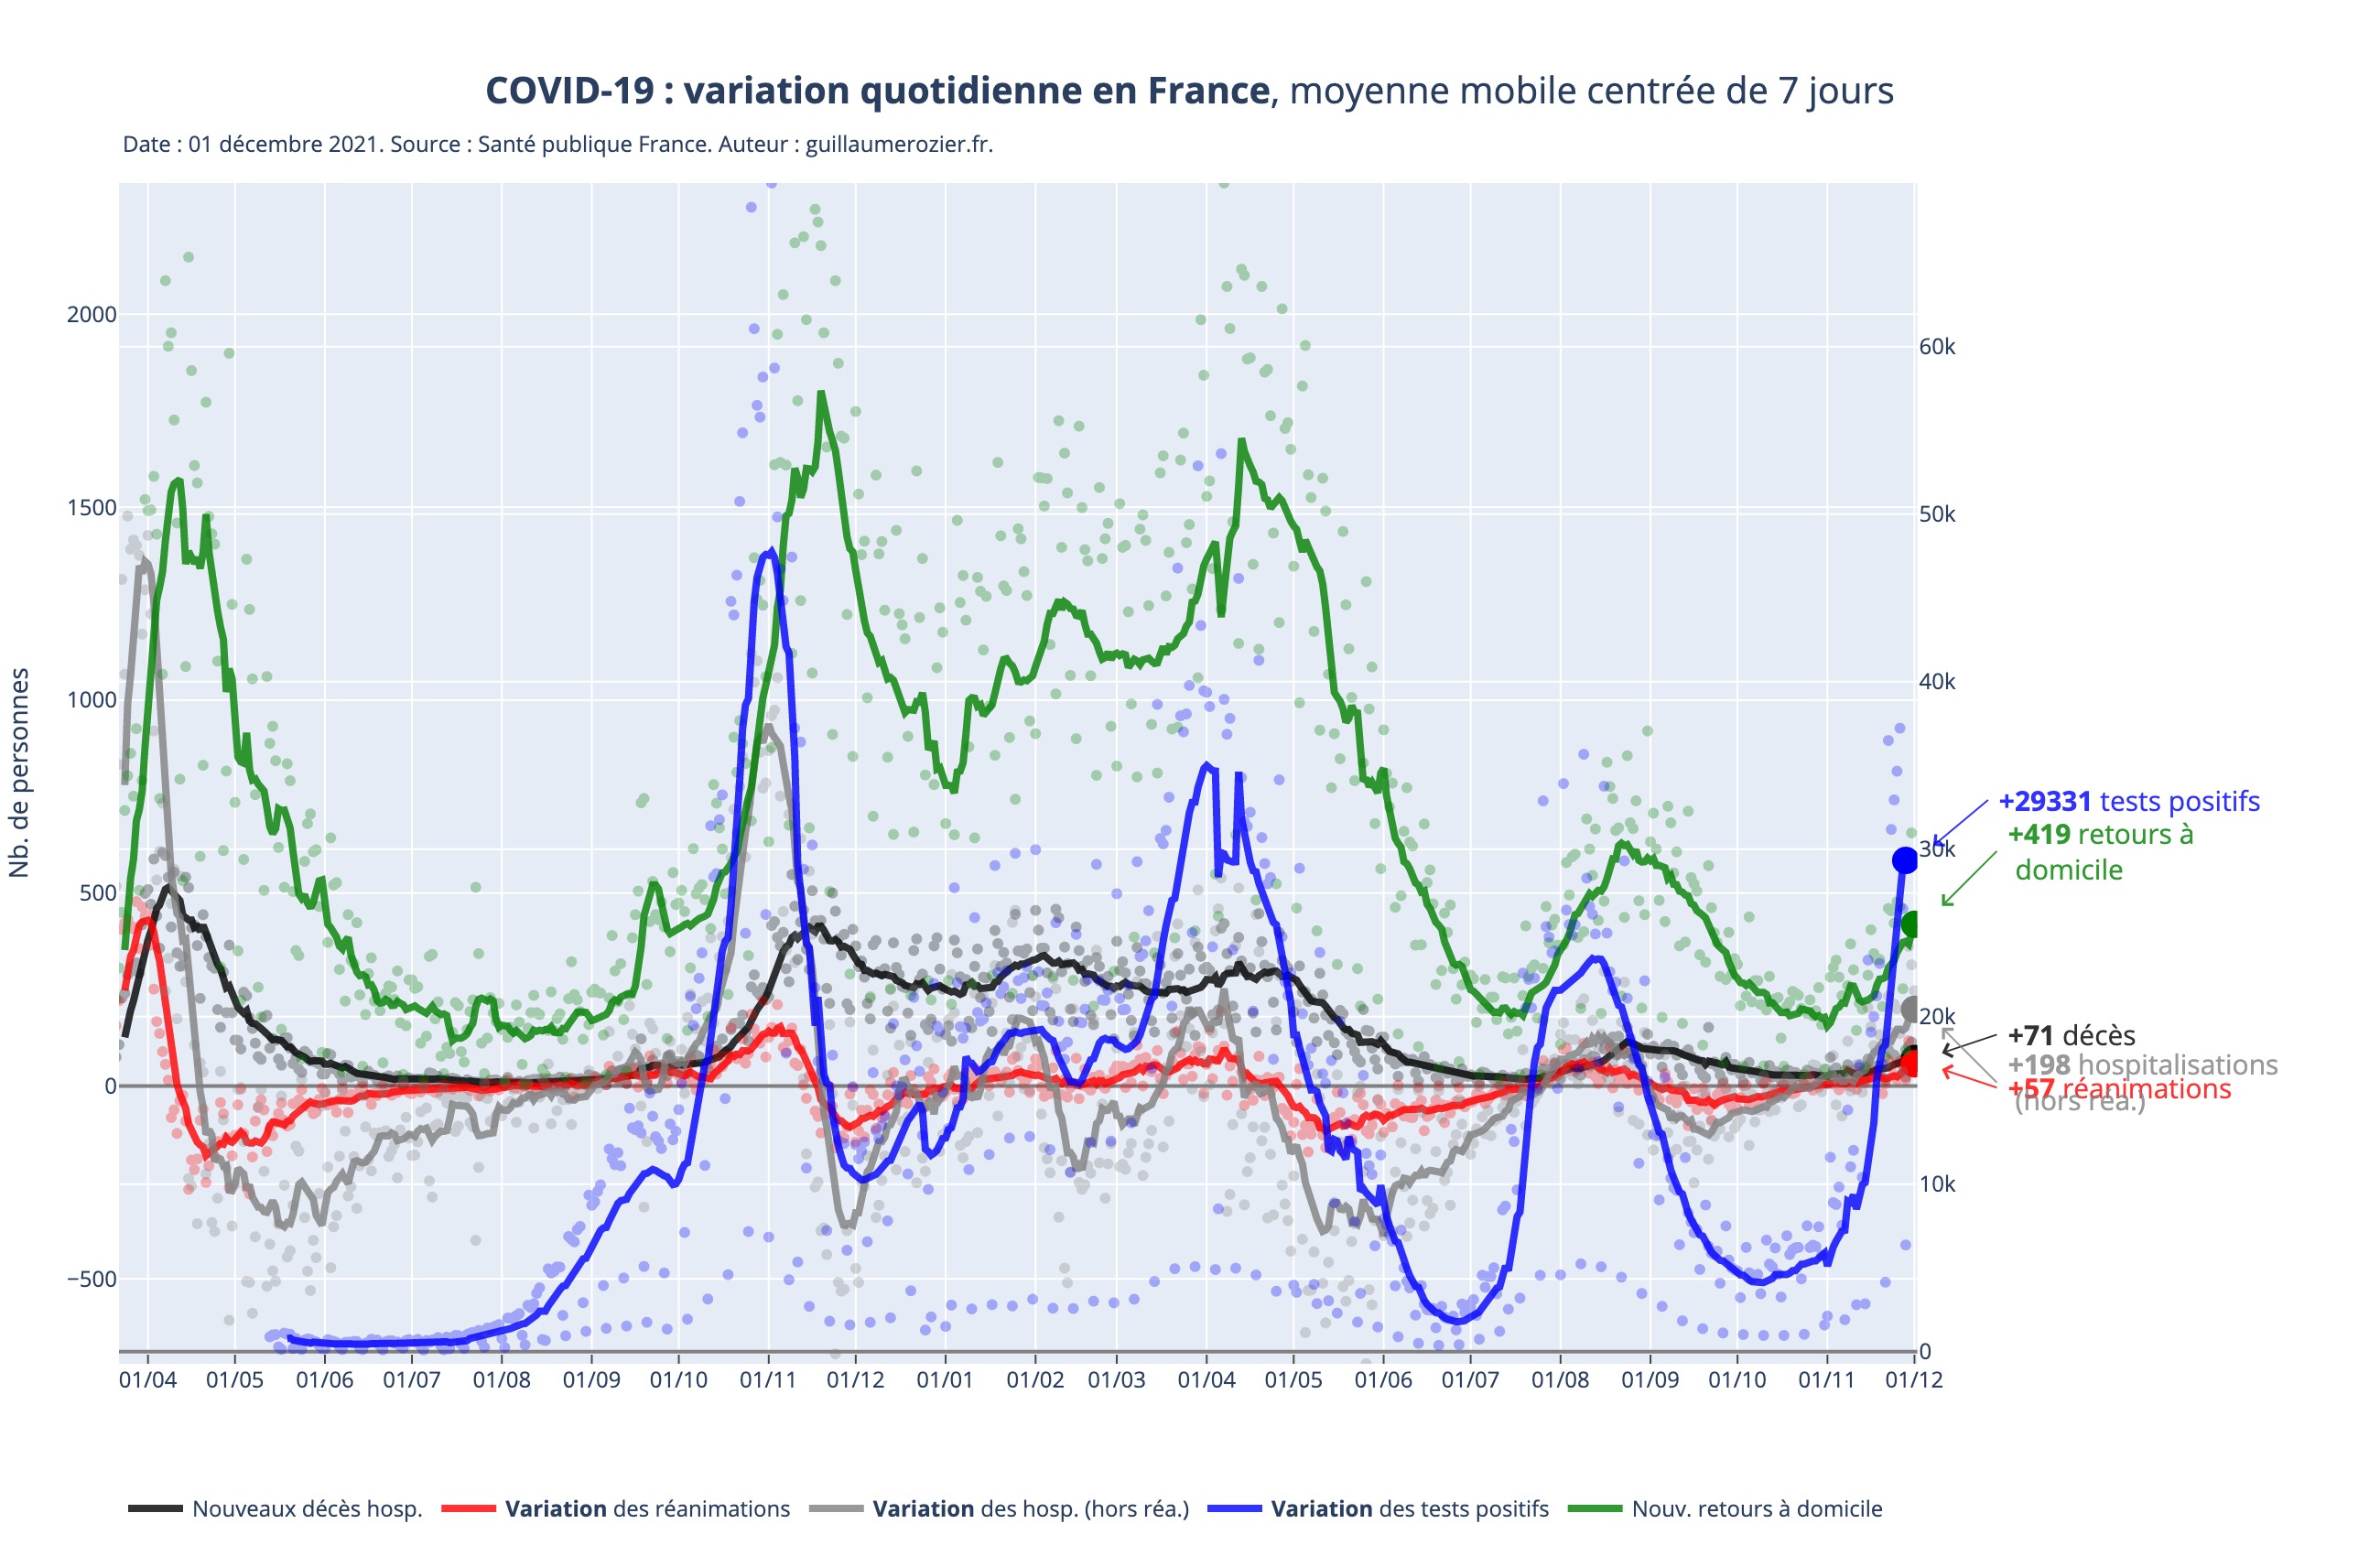 COVID-19 : variation quotidienne en France, moyenne mobile centrée de 7 jours
Date : 01 décembre 2021. Source : Santé publique France. Auteur : guillaumerozier.fr.
Nb. de personnes
2000
1500
1000
500
0
−500
60k
50k
40k
30k
20k
10k
0
+29331 tests positifs
+419 retours à
domicile
+71 décès
+198 hospitalisations
+57 réanimations
(hors réa.)
01/04 01/05 01/06 01/07 01/08 01/09 01/10 01/11 01/12 01/01 01/02 01/03 01/04 01/05 01/06 01/07 01/08 01/09 01/10 01/11 01/12
Nouveaux décès hosp. Variation des réanimations Variation des hosp. (hors réa.) Variation des tests positifs Nouv. retours à domicile